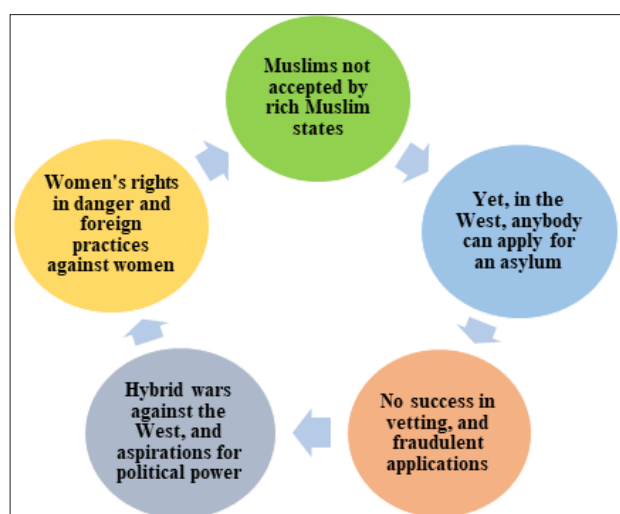 Muslims not
accepted by
rich Muslim
states
Yet, in the
West, anybody
can apply for
an asylum
No success in
vetting, and
fraudulent
applications
Hybrid wars
against the
West, and
aspirations for
political power
Women's rights
in danger and
foreign
practices
against women